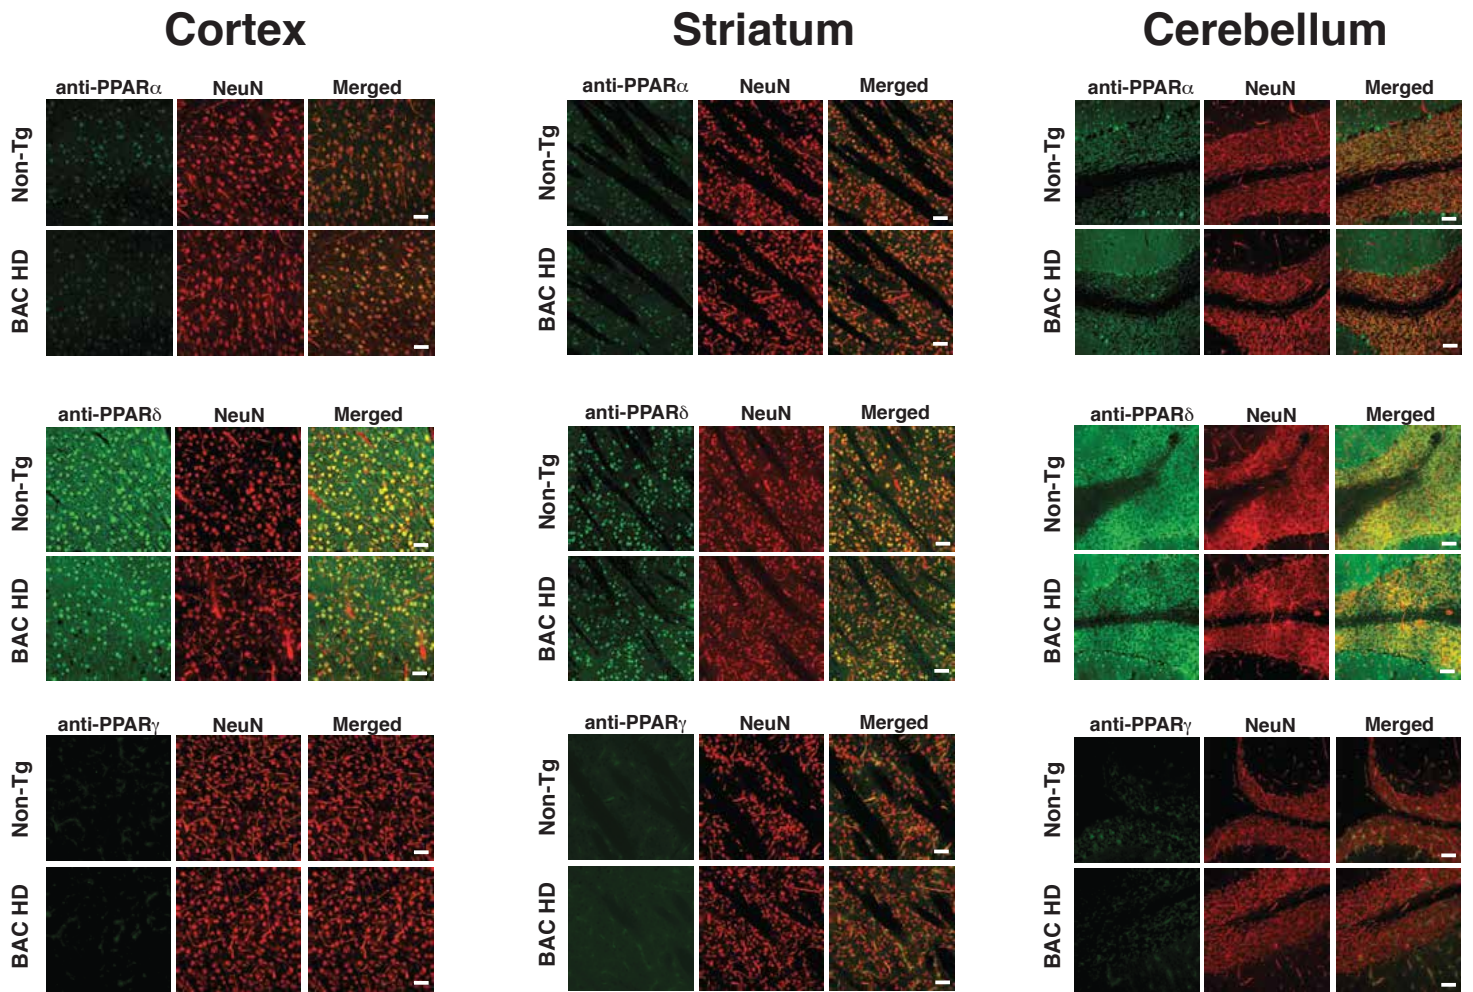 Cortex Striatum Cerebellum
anti-PPARα NeuN Merged anti-PPARα NeuN Merged anti-PPARα NeuN Merged
Non-Tg Non-Tg Non-Tg
BAC HD BAC HD BAC HD
anti-PPARδ NeuN Merged anti-PPARδ NeuN Merged anti-PPARδ NeuN Merged
Non-Tg Non-Tg Non-Tg
BAC HD BAC HD BAC HD
anti-PPARγ NeuN Merged anti-PPARγ NeuN Merged anti-PPARγ NeuN Merged
Non-Tg Non-Tg Non-Tg
BAC HD BAC HD BAC HD